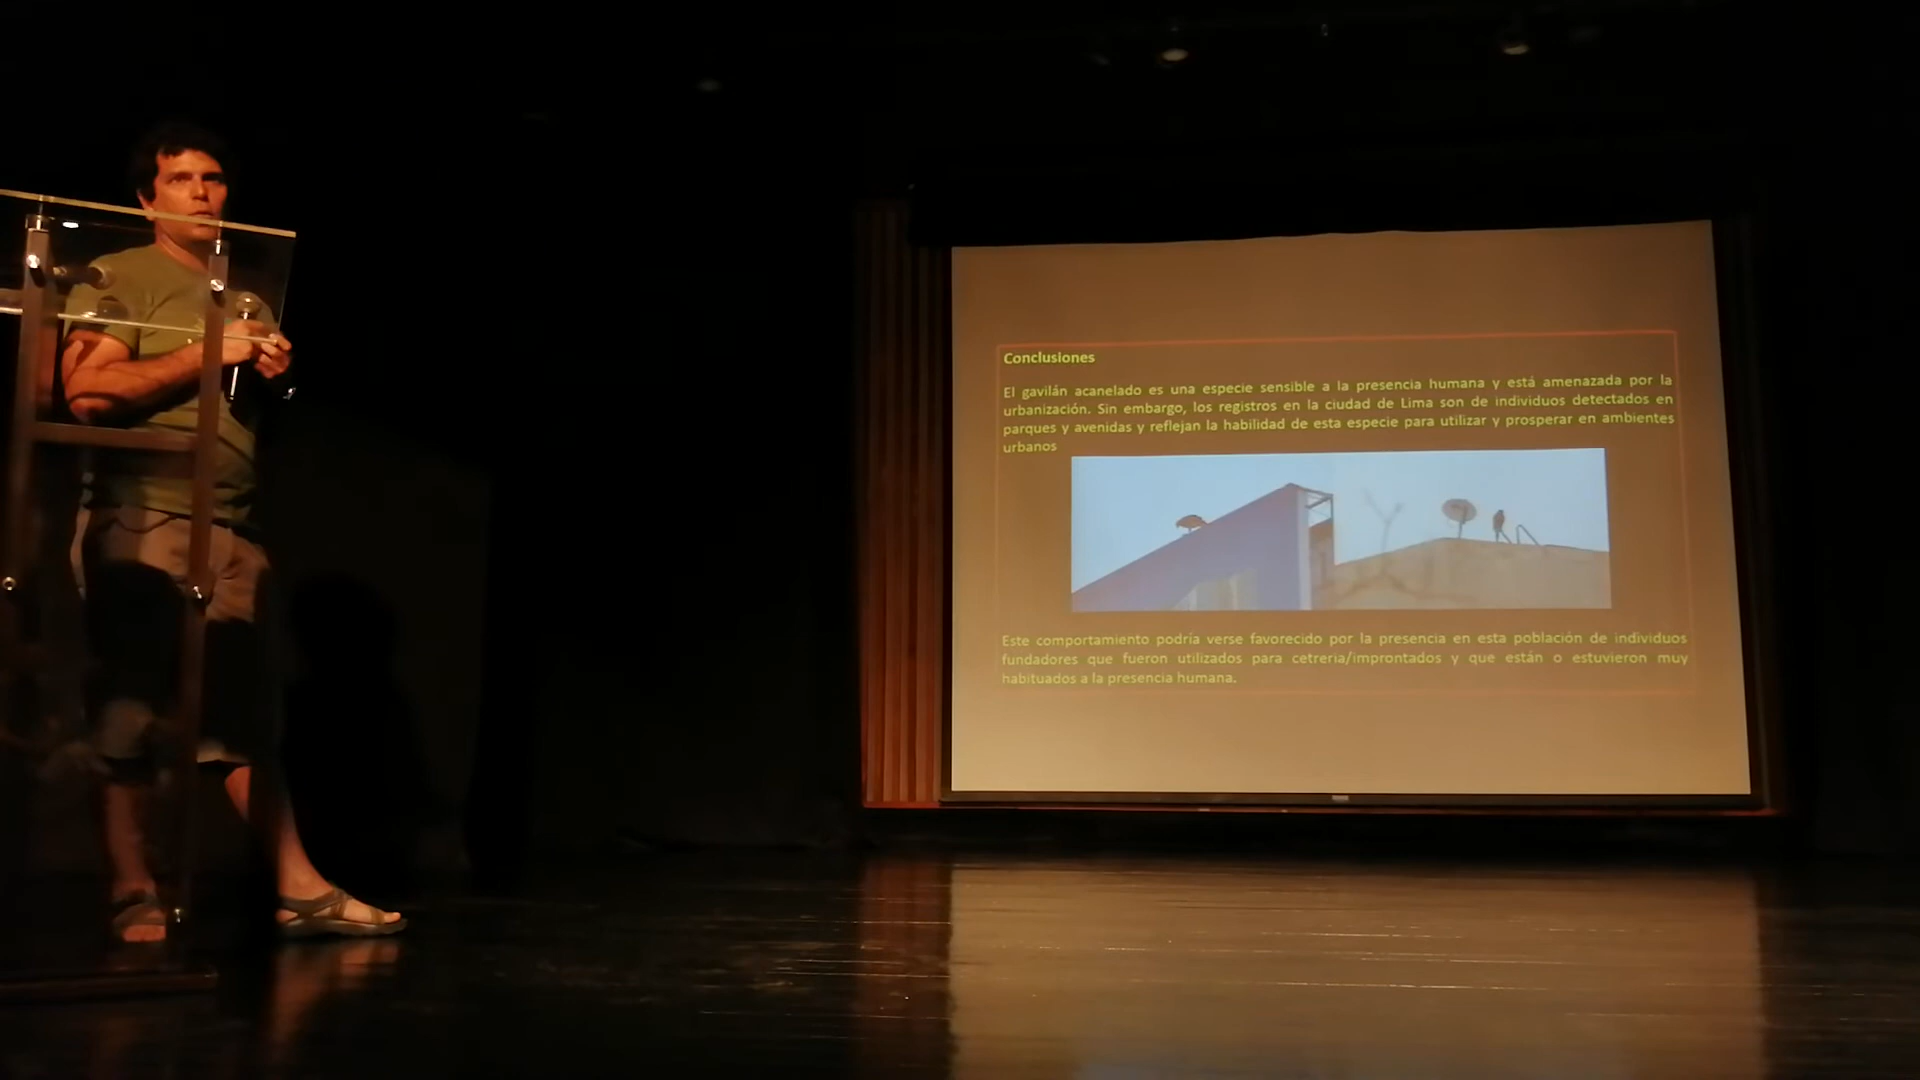 Conclusiones
El gavilán acanelado es una especie sensible a la presencia humana y está amenazada por la
urbanización. Sin embargo, los registros en la ciudad de Lima son de individuos detectados en
parques y avenidas y reflejan la habilidad de esta especie para utilizar y prosperar en ambientes
urbanos
Este comportamiento podría verse favorecido por la presencia en esta población de individuos
fundadores que fueron utilizados para cetreria/improntados y que están o estuvieron muy
habituados a la presencia humana.